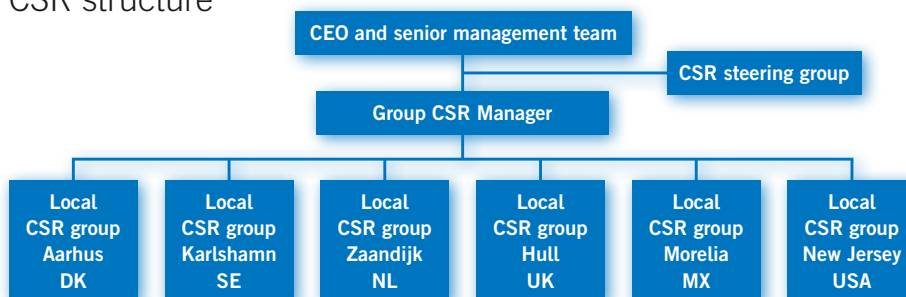 CSR structure
CEO and senior management team
CSR steering group
Group CSR Manager
Local
CSR group
Aarhus
DK
Local
CSR group
Karlshamn
SE
Local
CSR group
Zaandijk
NL
Local
CSR group
Hull
UK
Local
CSR group
Morelia
MX
Local
CSR group
New Jersey
USA